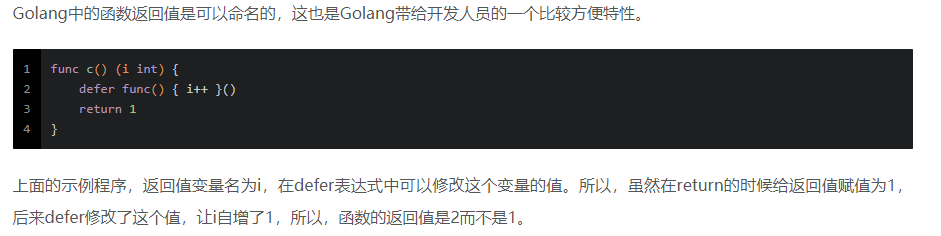 Golang中的函数返回值是可以命名的，这也是Golang带给开发人员的一个比较方便特性。
1 func c() (i int) {
2     defer func() { i++ }()
3     return 1
4 }
上面的示例程序，返回值变量名为i，在defer表达式中可以修改这个变量的值。所以，虽然在return的时候给返回值赋值为1，
后来defer修改了这个值，让i自增了1，所以，函数的返回值是2而不是1。